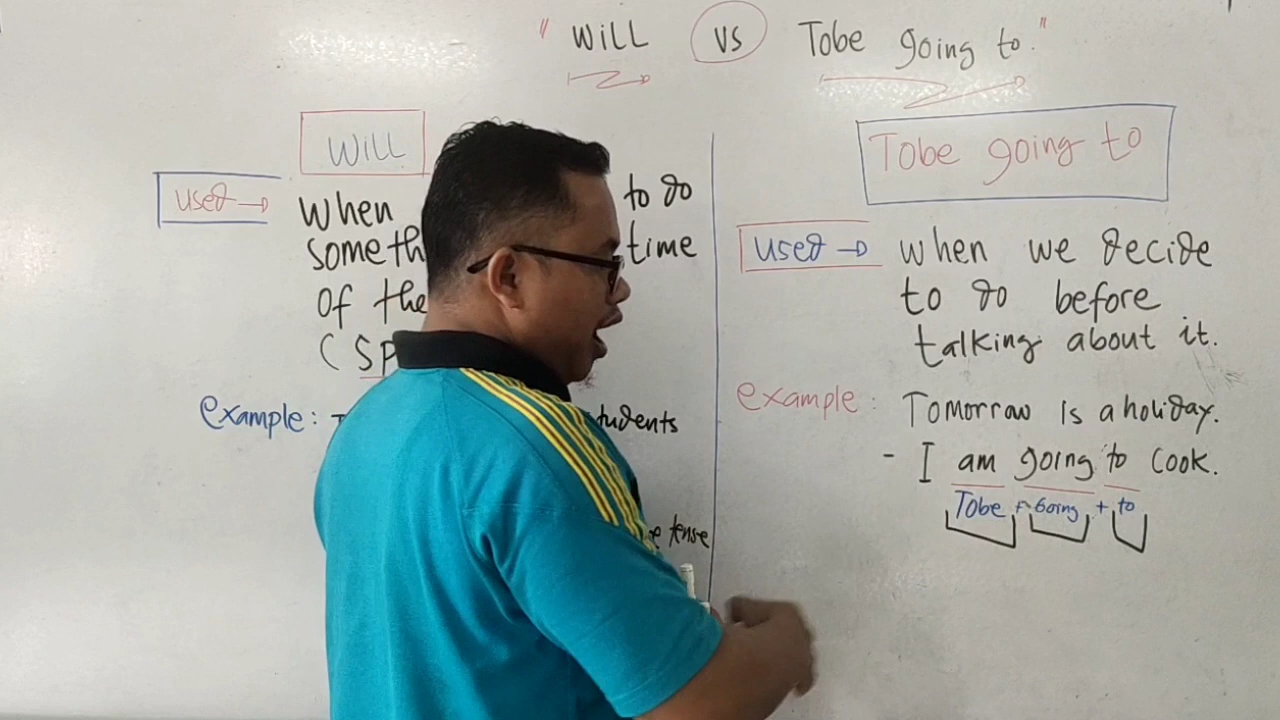 " WiLL VS Tobe going to. "
WiLL
used → When to do
someth time
of the
(SP
example: tudents
e tense
Tobe going to
used → when we decide
to do before
talking about it.
example: Tomorrow is a holiday.
- I am going to cook.
Tobe + Going + to